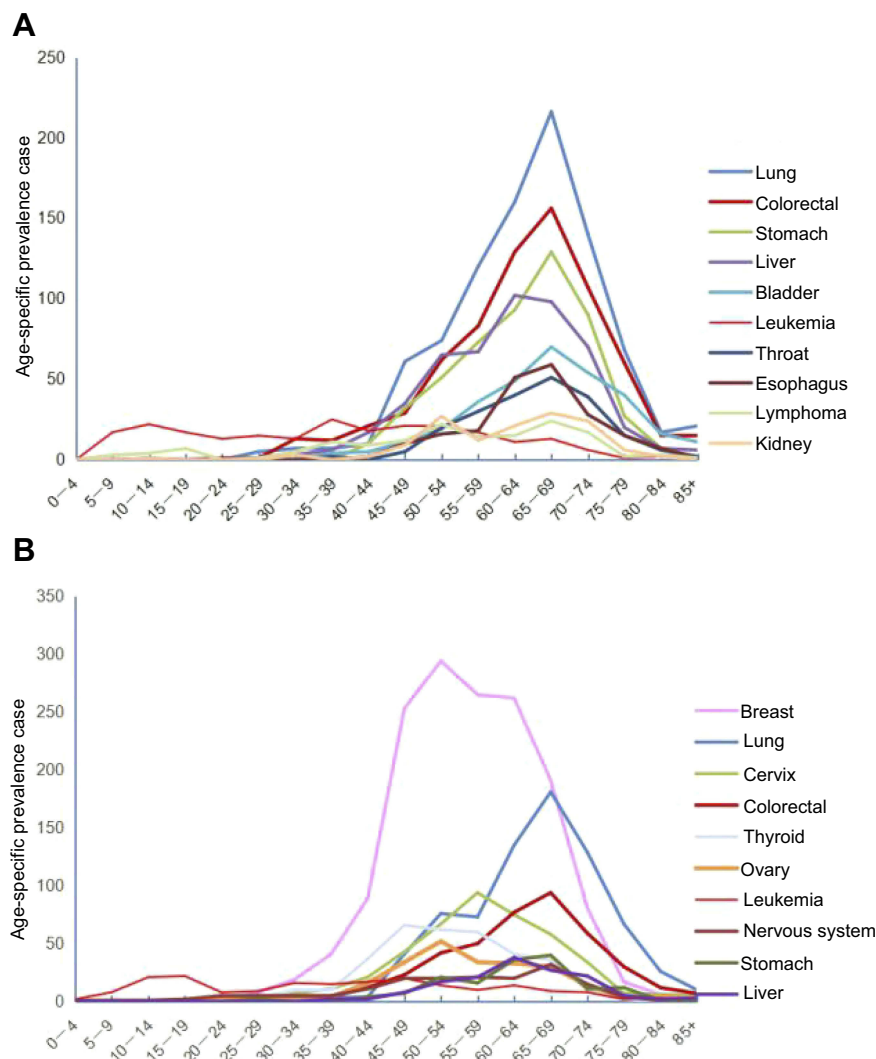 A
Age-specific prevalence case
250
200
150
100
50
0
0—4
5—9
10—14
15—19
20—24
25—29
30—34
35—39
40—44
45—49
50—54
55—59
60—64
65—69
70—74
75—79
80—84
85+
Lung
Colorectal
Stomach
Liver
Bladder
Leukemia
Throat
Esophagus
Lymphoma
Kidney
B
Age-specific prevalence case
350
300
250
200
150
100
50
0
0—4
5—9
10—14
15—19
20—24
25—29
30—34
35—39
40—44
45—49
50—54
55—59
60—64
65—69
70—74
75—79
80—84
85+
Breast
Lung
Cervix
Colorectal
Thyroid
Ovary
Leukemia
Nervous system
Stomach
Liver